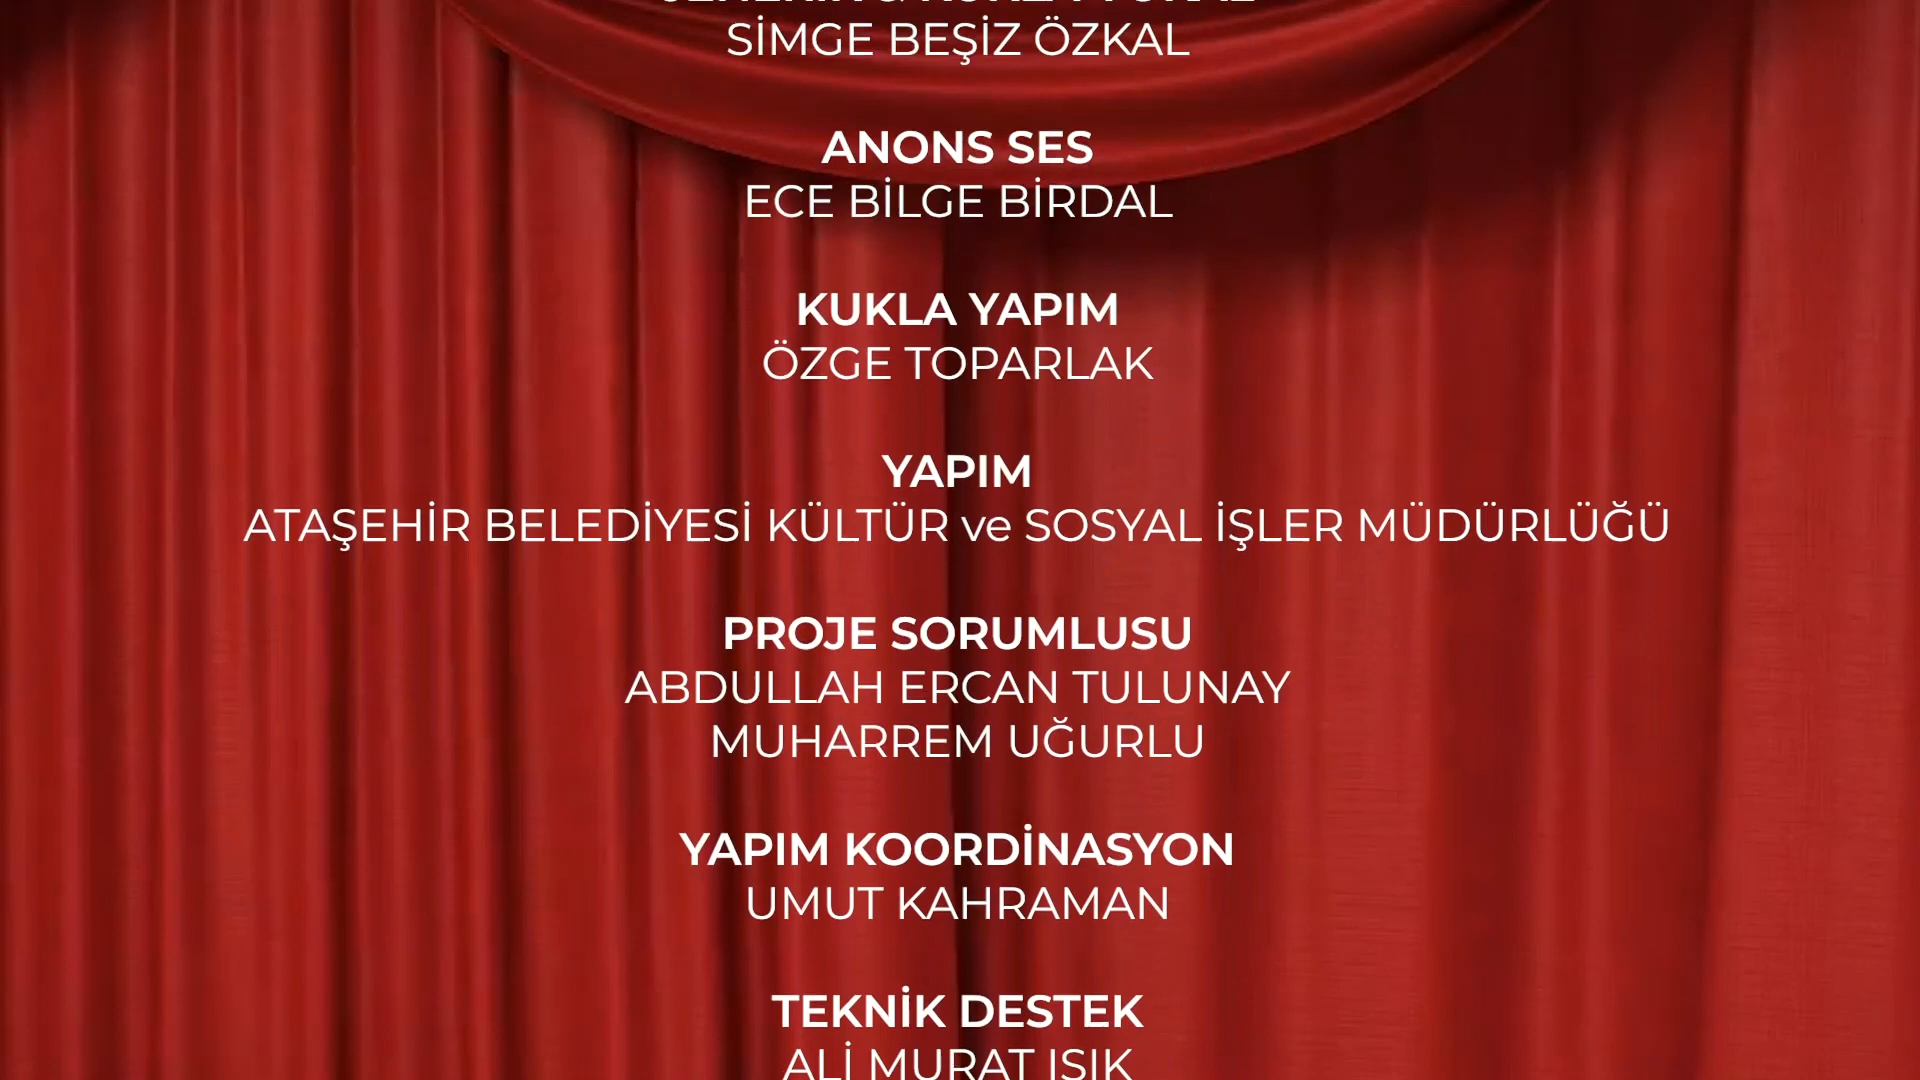 SİMGE BEŞİZ ÖZKAL
ANONS SES
ECE BİLGE BİRDAL
KUKLA YAPIM
ÖZGE TOPARLAK
YAPIM
ATAŞEHİR BELEDİYESİ KÜLTÜR ve SOSYAL İŞLER MÜDÜRLÜĞÜ
PROJE SORUMLUSU
ABDULLAH ERCAN TULUNAY
MUHARREM UĞURLU
YAPIM KOORDİNASYON
UMUT KAHRAMAN
TEKNİK DESTEK
ALİ MURAT